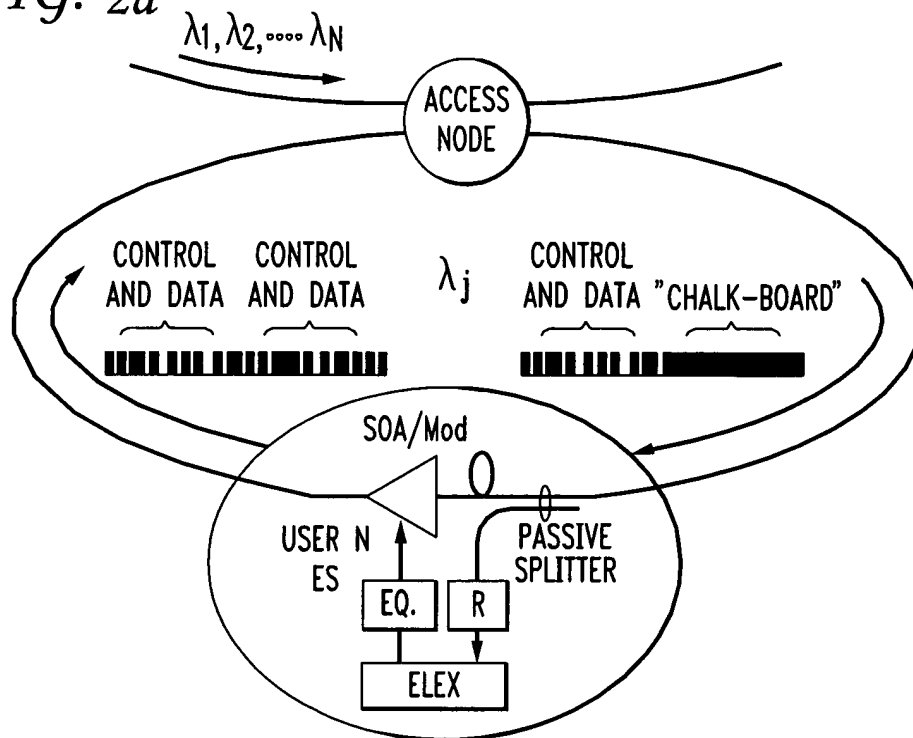 IG. 2a
λ1, λ2, °°°° λN
ACCESS
NODE
CONTROL
AND DATA
CONTROL
AND DATA
λj
CONTROL
AND DATA
"CHALK-BOARD"
SOA/Mod
USER N
ES
PASSIVE
SPLITTER
EQ.
R
ELEX